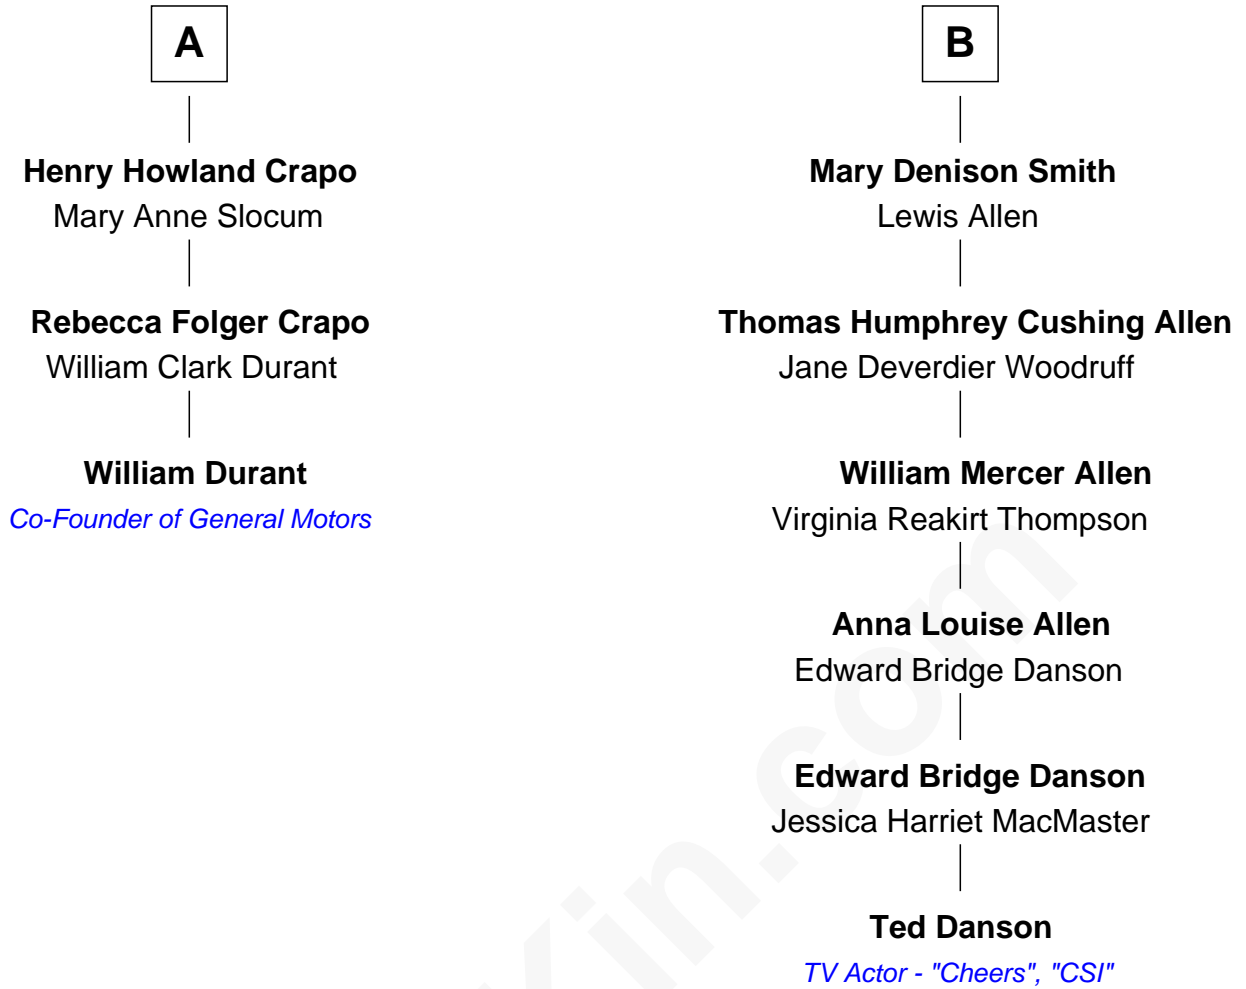 A
Henry Howland Crapo
Mary Anne Slocum
Rebecca Folger Crapo
William Clark Durant
William Durant
Co-Founder of General Motors
B
Mary Denison Smith
Lewis Allen
Thomas Humphrey Cushing Allen
Jane Deverdier Woodruff
William Mercer Allen
Virginia Reakirt Thompson
Anna Louise Allen
Edward Bridge Danson
Edward Bridge Danson
Jessica Harriet MacMaster
Ted Danson
TV Actor - "Cheers", "CSI"
Kin.com